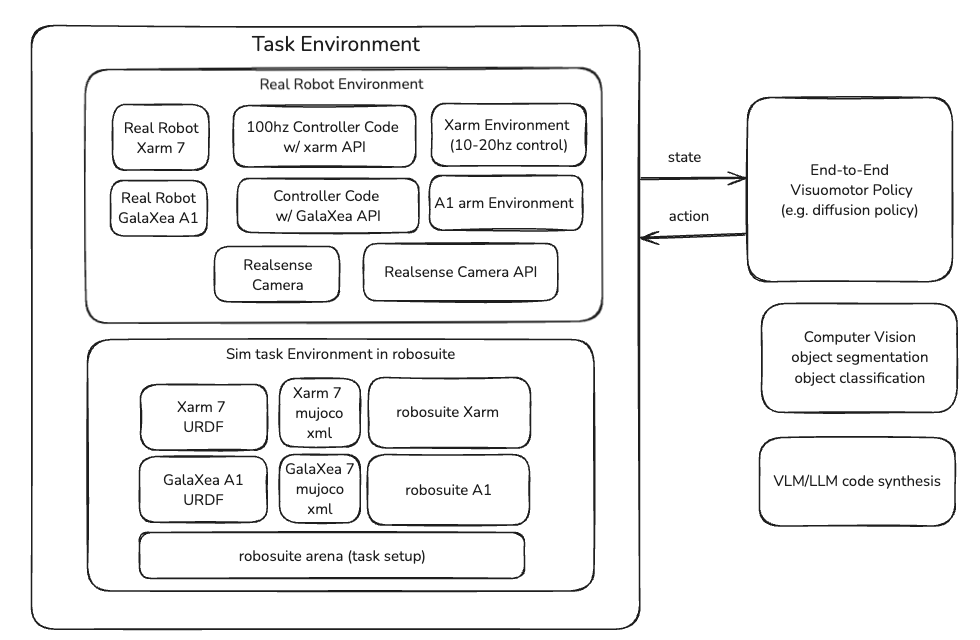 Task Environment
Real Robot Environment
Real Robot
Xarm 7
100hz Controller Code
w/ xarm API
Xarm Environment
(10-20hz control)
Real Robot
GalaXea A1
Controller Code
w/ GalaXea API
A1 arm Environment
Realsense
Camera
Realsense Camera API
Sim task Environment in robosuite
Xarm 7
URDF
Xarm 7
mujoco
xml
robosuite Xarm
GalaXea A1
URDF
GalaXea 7
mujoco
xml
robosuite A1
robosuite arena (task setup)
state
action
End-to-End
Visuomotor Policy
(e.g. diffusion policy)
Computer Vision
object segmentation
object classification
VLM/LLM code synthesis